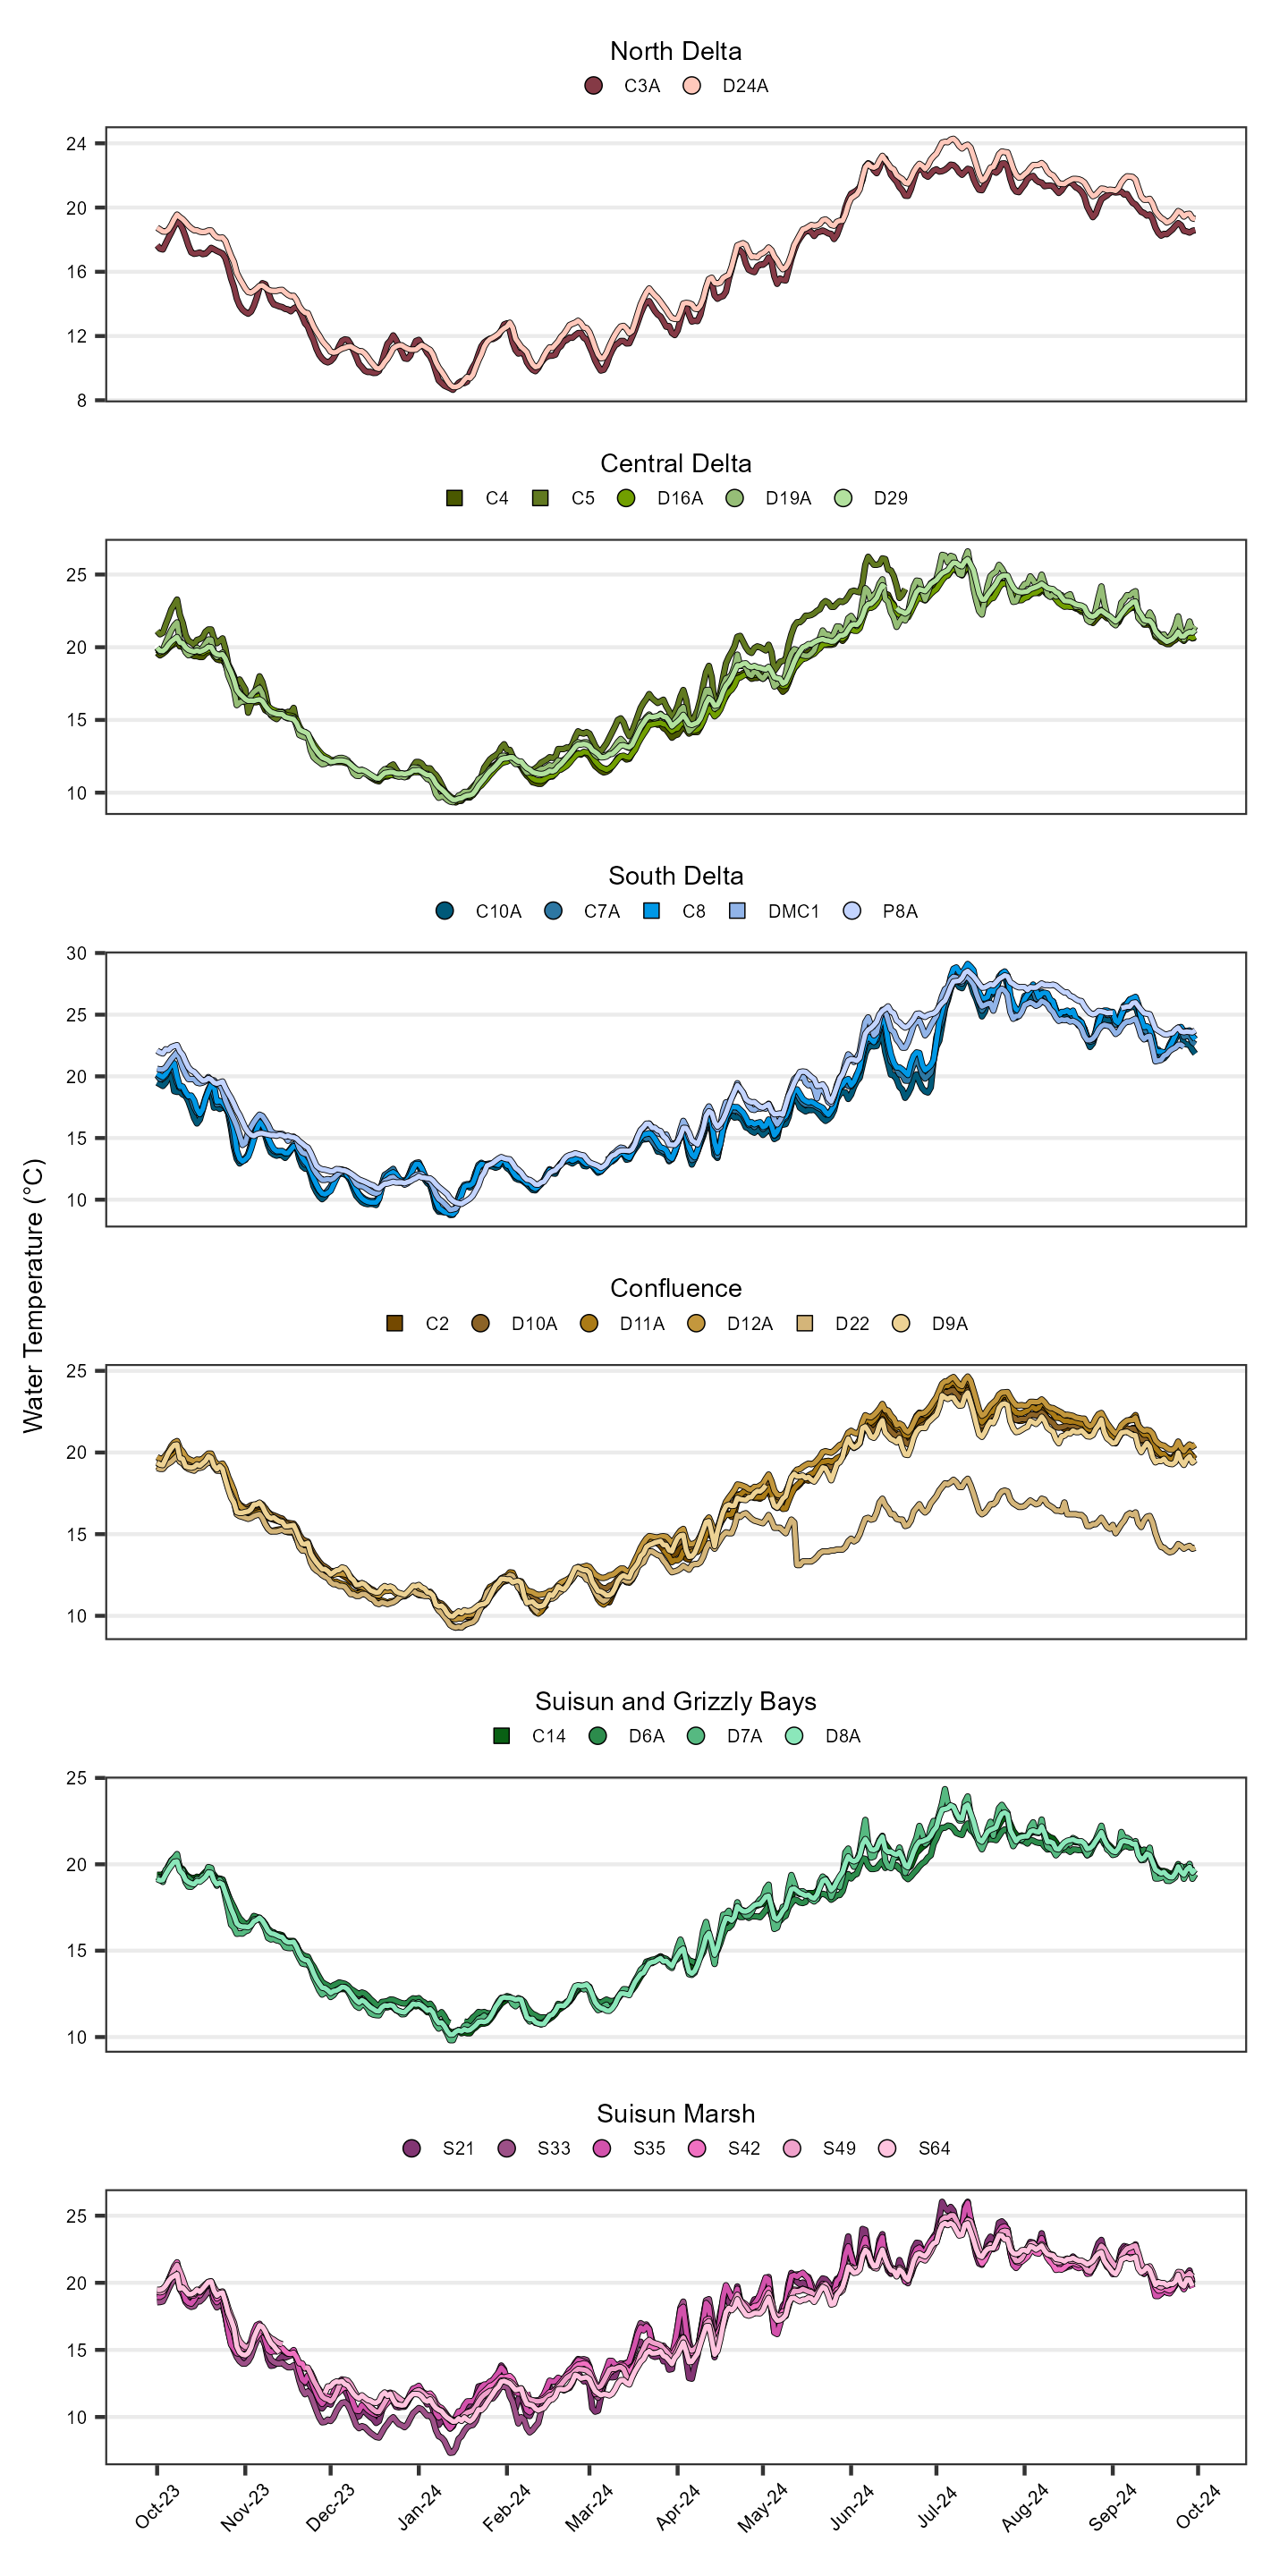 North Delta
C3A D24A
24
20
16
12
8
Central Delta
C4 C5 D16A D19A D29
25
20
15
10
South Delta
C10A C7A C8 DMC1 P8A
30
25
20
15
10
Water Temperature (°C)
Confluence
C2 D10A D11A D12A D22 D9A
25
20
15
10
Suisun and Grizzly Bays
C14 D6A D7A D8A
25
20
15
10
Suisun Marsh
S21 S33 S35 S42 S49 S64
25
20
15
10
Oct-23 Nov-23 Dec-23 Jan-24 Feb-24 Mar-24 Apr-24 May-24 Jun-24 Jul-24 Aug-24 Sep-24 Oct-24